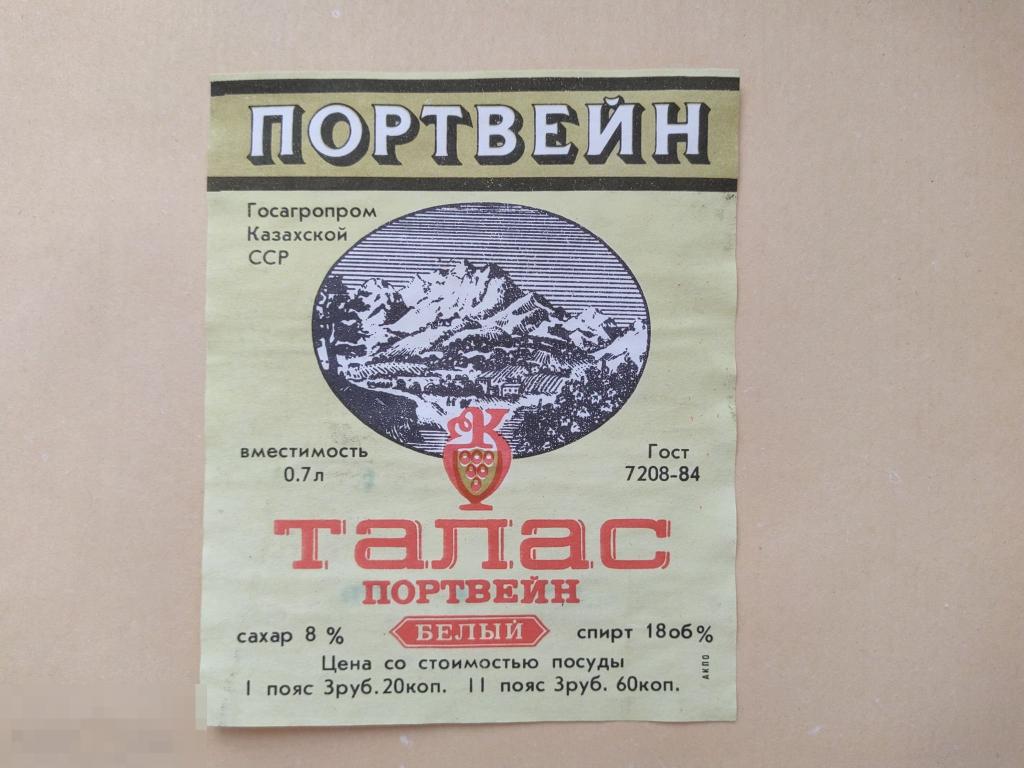 ПОРТВЕЙН
Госагропром
Казахской
ССР
вместимость
0.7л
Гост
7208-84
К
талас
ПОРТВЕЙН
БЕЛЫЙ
сахар 8 %
спирт 18об%
Цена со стоимостью посуды
I пояс 3руб.20коп. II пояс 3руб. 60коп.
АКПО